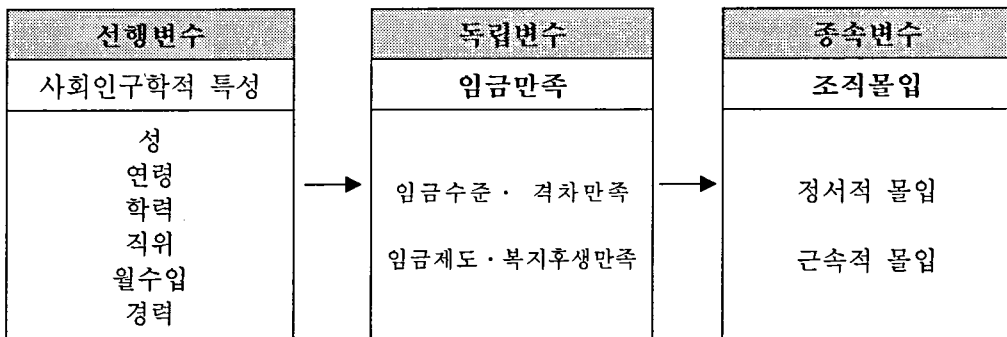 선행변수
사회인구학적 특성
성
연령
학력
직위
월수입
경력
독립변수
임금만족
임금수준· 격차만족
임금제도·복지후생만족
종속변수
조직몰입
정서적 몰입
근속적 몰입